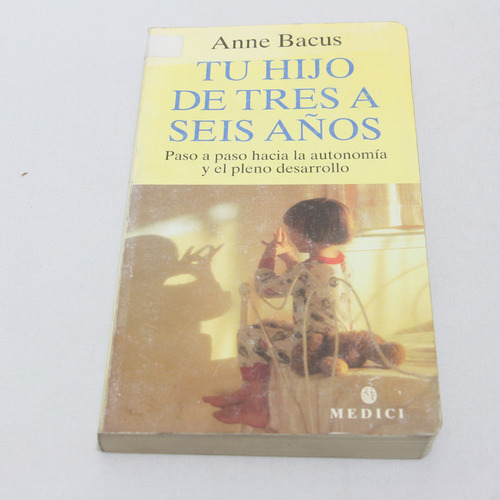 Anne Bacus
TU HIJO
DE TRES A
SEIS AÑOS
Paso a paso hacia la autonomía
y el pleno desarrollo
MEDICI